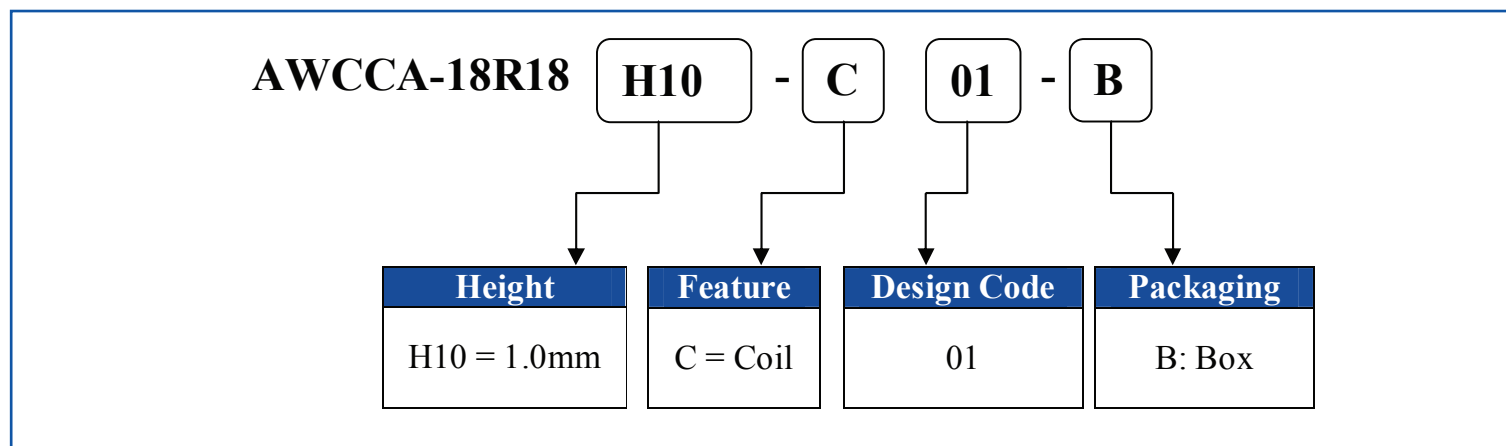 AWCCA-18R18 H10 - C 01 - B
Height Feature Design Code Packaging
H10 = 1.0mm C = Coil 01 B: Box